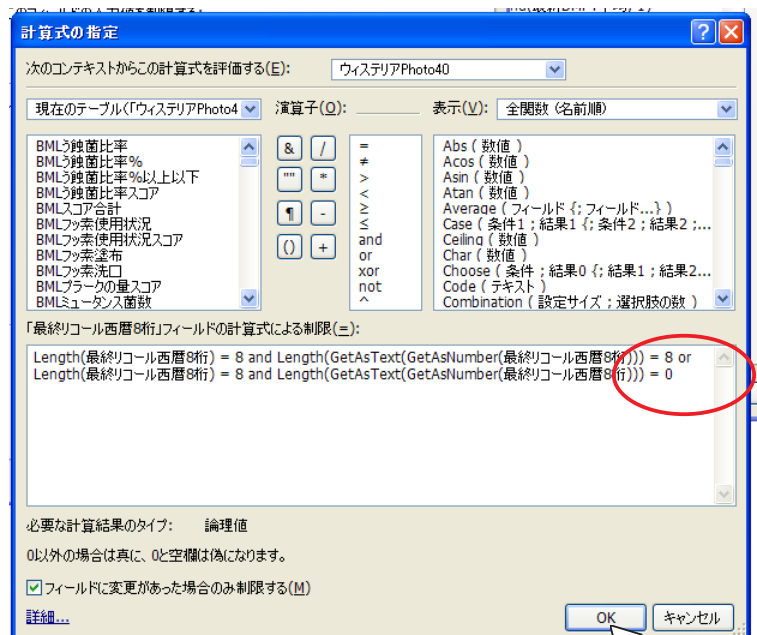 計算式の指定
次のコンテキストからこの計算式を評価する(E): ウィステリアPhoto40
現在のテーブル(「ウィステリアPhoto4 演算子(O): 表示(V): 全関数 (名前順)
BMLう蝕菌比率
BMLう蝕菌比率%
BMLう蝕菌比率%以上以下
BMLう蝕菌比率スコア
BMLスコア合計
BMLフッ素使用状況
BMLフッ素使用状況スコア
BMLフッ素塗布
BMLフッ素洗口
BMLプラークの量スコア
BMLミュータンス菌数
& /
"" *
¶ -
() +
=
≠
>
<
≥
≤
and
or
xor
not
^
Abs ( 数値 )
Acos ( 数値 )
Asin ( 数値 )
Atan ( 数値 )
Average ( フィールド {; フィールド...} )
Case ( 条件1 ; 結果1 {; 条件2 ; 結果2 ;...
Ceiling ( 数値 )
Char ( 数値 )
Choose ( 条件 ; 結果0 {; 結果1 ; 結果2...
Code ( テキスト )
Combination ( 設定サイズ ; 選択肢の数 )
「最終リコール西暦8桁」フィールドの計算式による制限(=):
Length(最終リコール西暦8桁) = 8 and Length(GetAsText(GetAsNumber(最終リコール西暦8桁))) = 8 or
Length(最終リコール西暦8桁) = 8 and Length(GetAsText(GetAsNumber(最終リコール西暦8桁))) = 0
必要な計算結果のタイプ: 論理値
0以外の場合は真に、0と空欄は偽になります。
フィールドに変更があった場合のみ制限する(M)
詳細...
OK キャンセル